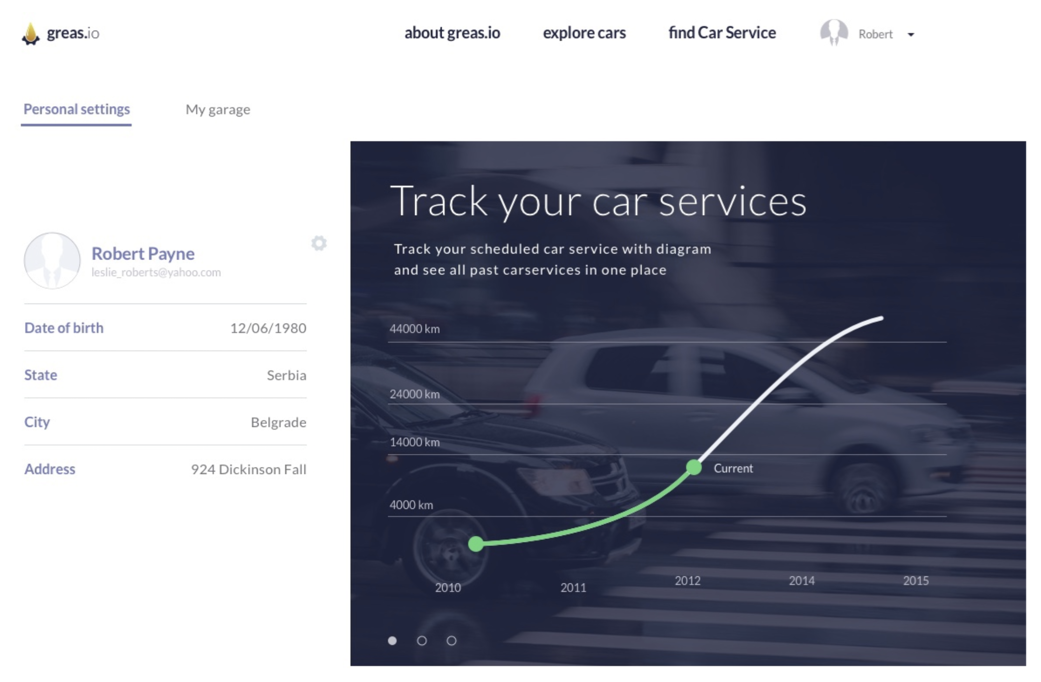 greas.io
about greas.io
explore cars
find Car Service
Robert
Personal settings
My garage
Robert Payne
leslie_roberts@yahoo.com
Date of birth 12/06/1980
State Serbia
City Belgrade
Address 924 Dickinson Fall
Track your car services
Track your scheduled car service with diagram
and see all past carservices in one place
44000 km
24000 km
14000 km
Current
4000 km
2010 2011 2012 2014 2015